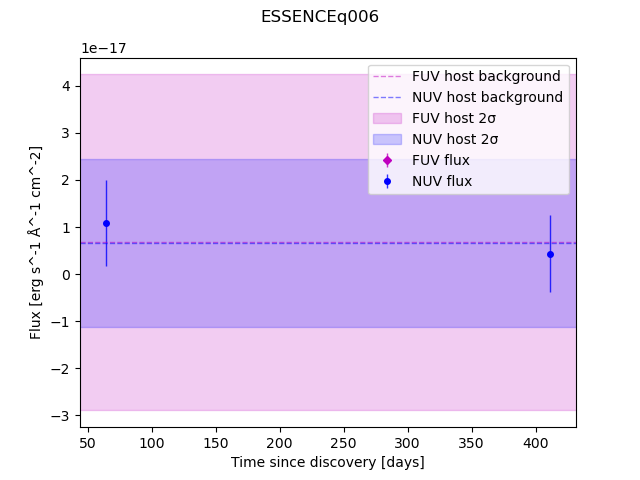 ESSENCEq006
1e−17
FUV host background
NUV host background
FUV host 2σ
NUV host 2σ
FUV flux
NUV flux
4
3
2
1
0
−1
−2
−3
Flux [erg s^-1 Å^-1 cm^-2]
50 100 150 200 250 300 350 400
Time since discovery [days]